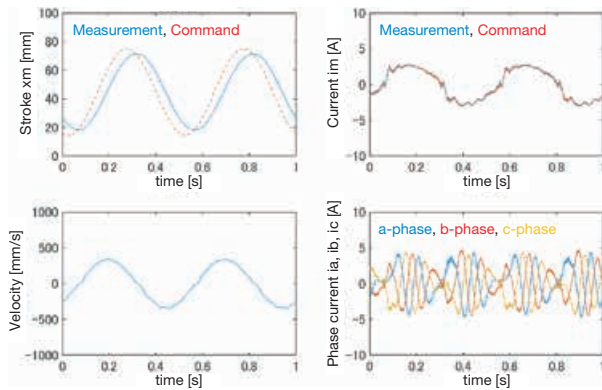 Stroke xm [mm]
100
80
60
40
20
0
Measurement, Command
0 0.2 0.4 0.6 0.8 1
time [s]
Current im [A]
10
5
0
-5
-10
Measurement, Command
0 0.2 0.4 0.6 0.8 1
time [s]
Velocity [mm/s]
1000
500
0
-500
-1000
0 0.2 0.4 0.6 0.8 1
time [s]
Phase current ia, ib, ic [A]
10
5
0
-5
-10
a-phase, b-phase, c-phase
0 0.2 0.4 0.6 0.8 1
time [s]